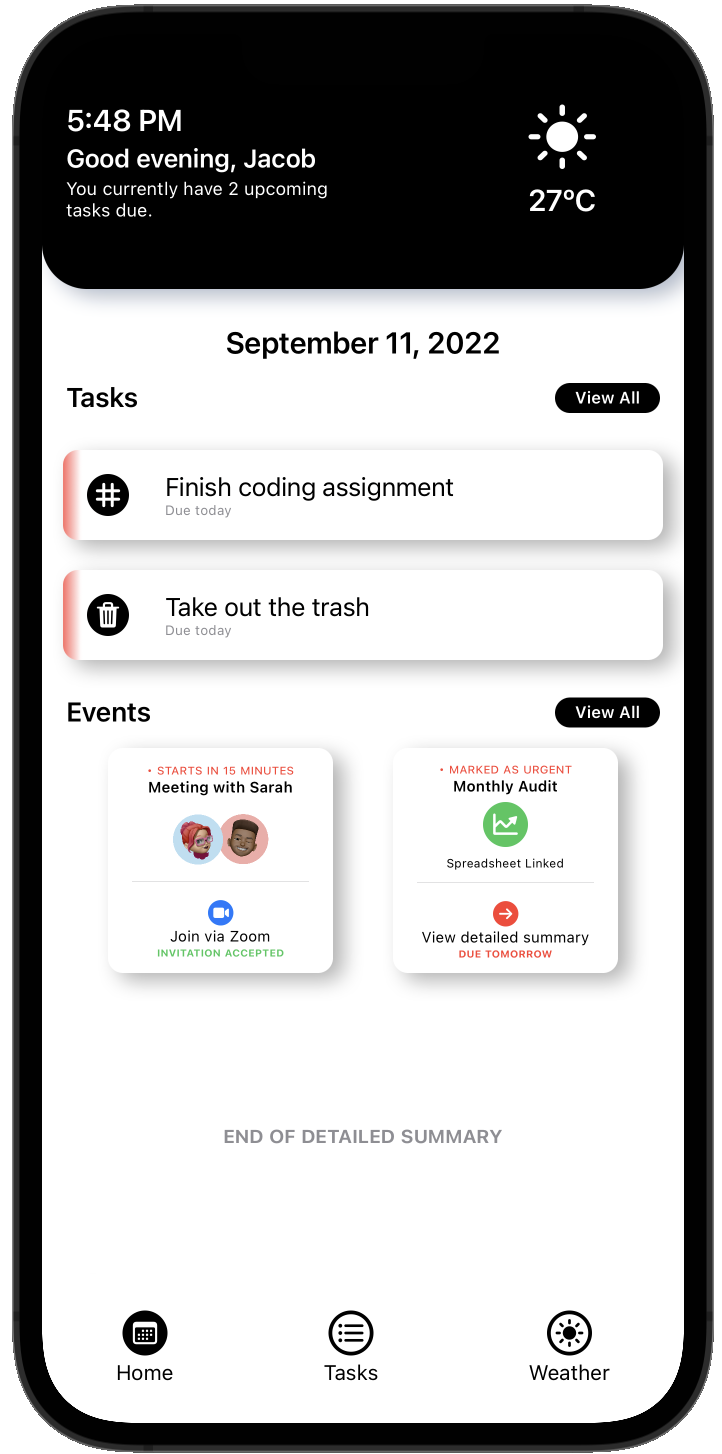 5:48 PM
Good evening, Jacob
You currently have 2 upcoming
tasks due.
27°C
September 11, 2022
Tasks
View All
Finish coding assignment
Due today
Take out the trash
Due today
Events
View All
• STARTS IN 15 MINUTES
Meeting with Sarah
Join via Zoom
INVITATION ACCEPTED
• MARKED AS URGENT
Monthly Audit
Spreadsheet Linked
View detailed summary
DUE TOMORROW
END OF DETAILED SUMMARY
Home
Tasks
Weather